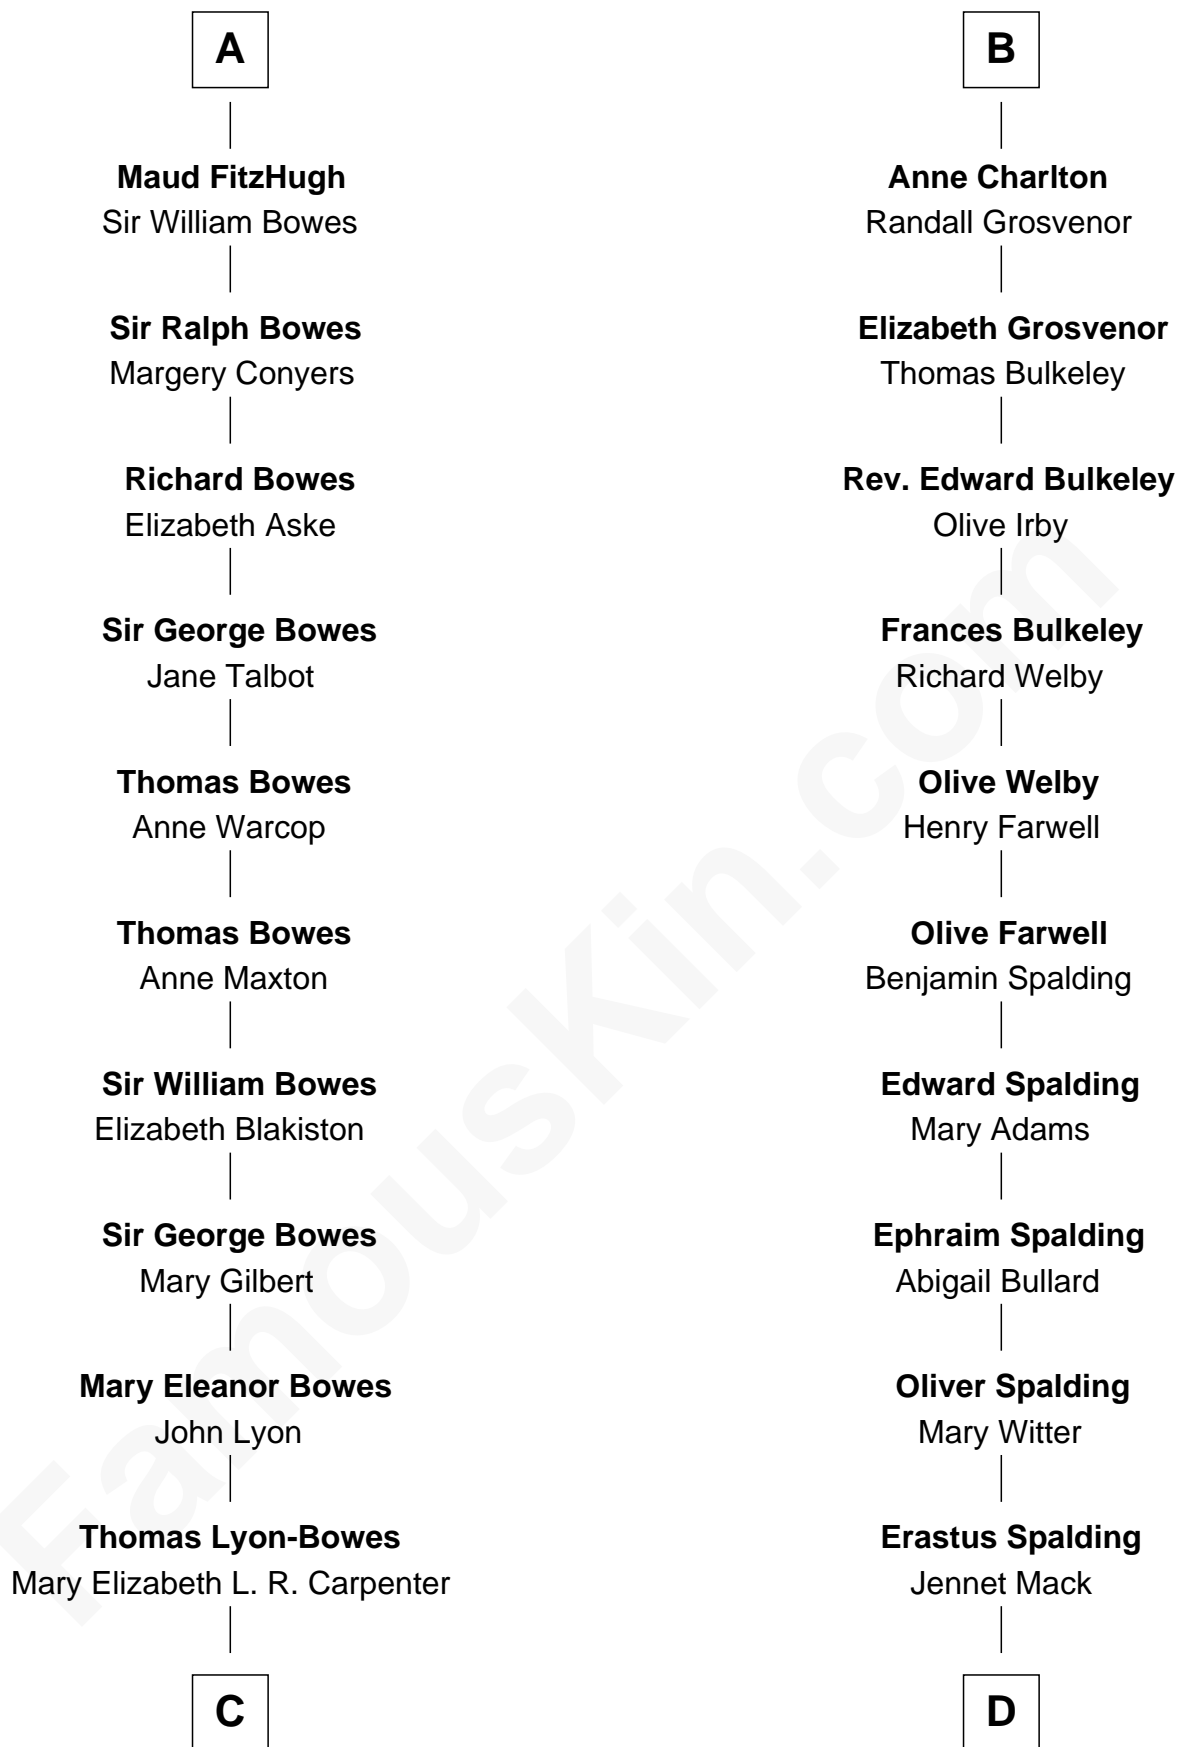 A
Maud FitzHugh
Sir William Bowes
Sir Ralph Bowes
Margery Conyers
Richard Bowes
Elizabeth Aske
Sir George Bowes
Jane Talbot
Thomas Bowes
Anne Warcop
Thomas Bowes
Anne Maxton
Sir William Bowes
Elizabeth Blakiston
Sir George Bowes
Mary Gilbert
Mary Eleanor Bowes
John Lyon
Thomas Lyon-Bowes
Mary Elizabeth L. R. Carpenter
C
B
Anne Charlton
Randall Grosvenor
Elizabeth Grosvenor
Thomas Bulkeley
Rev. Edward Bulkeley
Olive Irby
Frances Bulkeley
Richard Welby
Olive Welby
Henry Farwell
Olive Farwell
Benjamin Spalding
Edward Spalding
Mary Adams
Ephraim Spalding
Abigail Bullard
Oliver Spalding
Mary Witter
Erastus Spalding
Jennet Mack
D
FamousKin.com